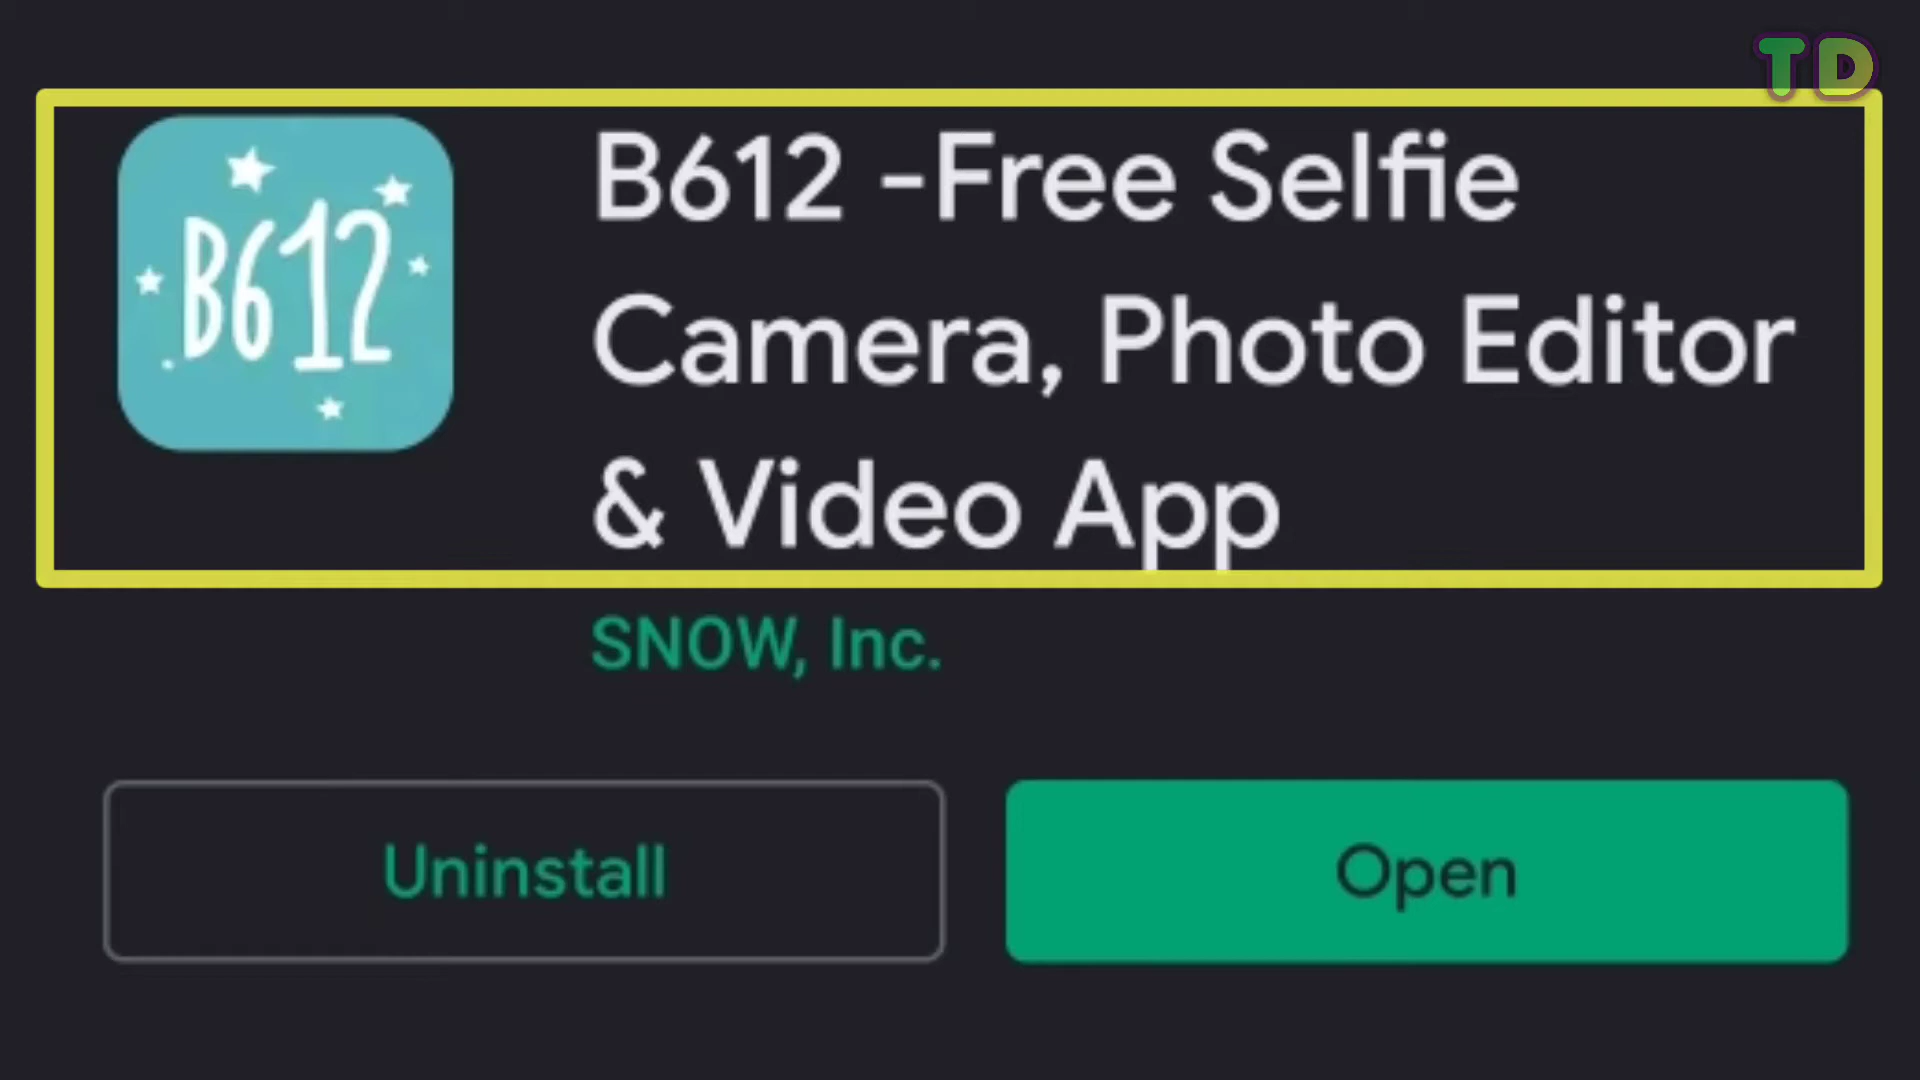 TD
B612
B612 -Free Selfie
Camera, Photo Editor
& Video App
SNOW, Inc.
Uninstall
Open